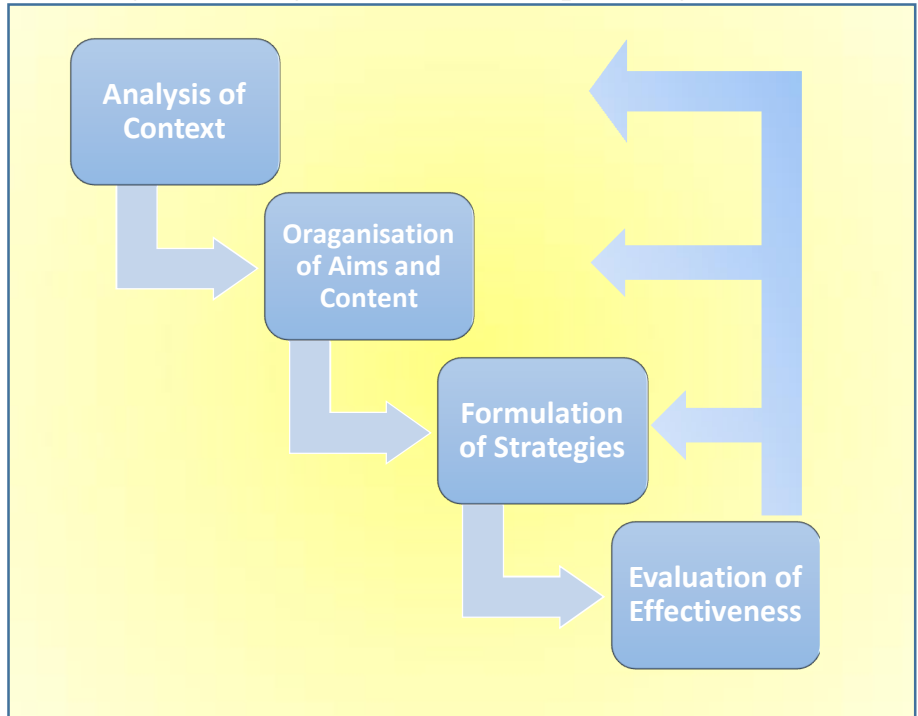 Analysis of
Context
Oraganisation
of Aims and
Content
Formulation
of Strategies
Evaluation of
Effectiveness